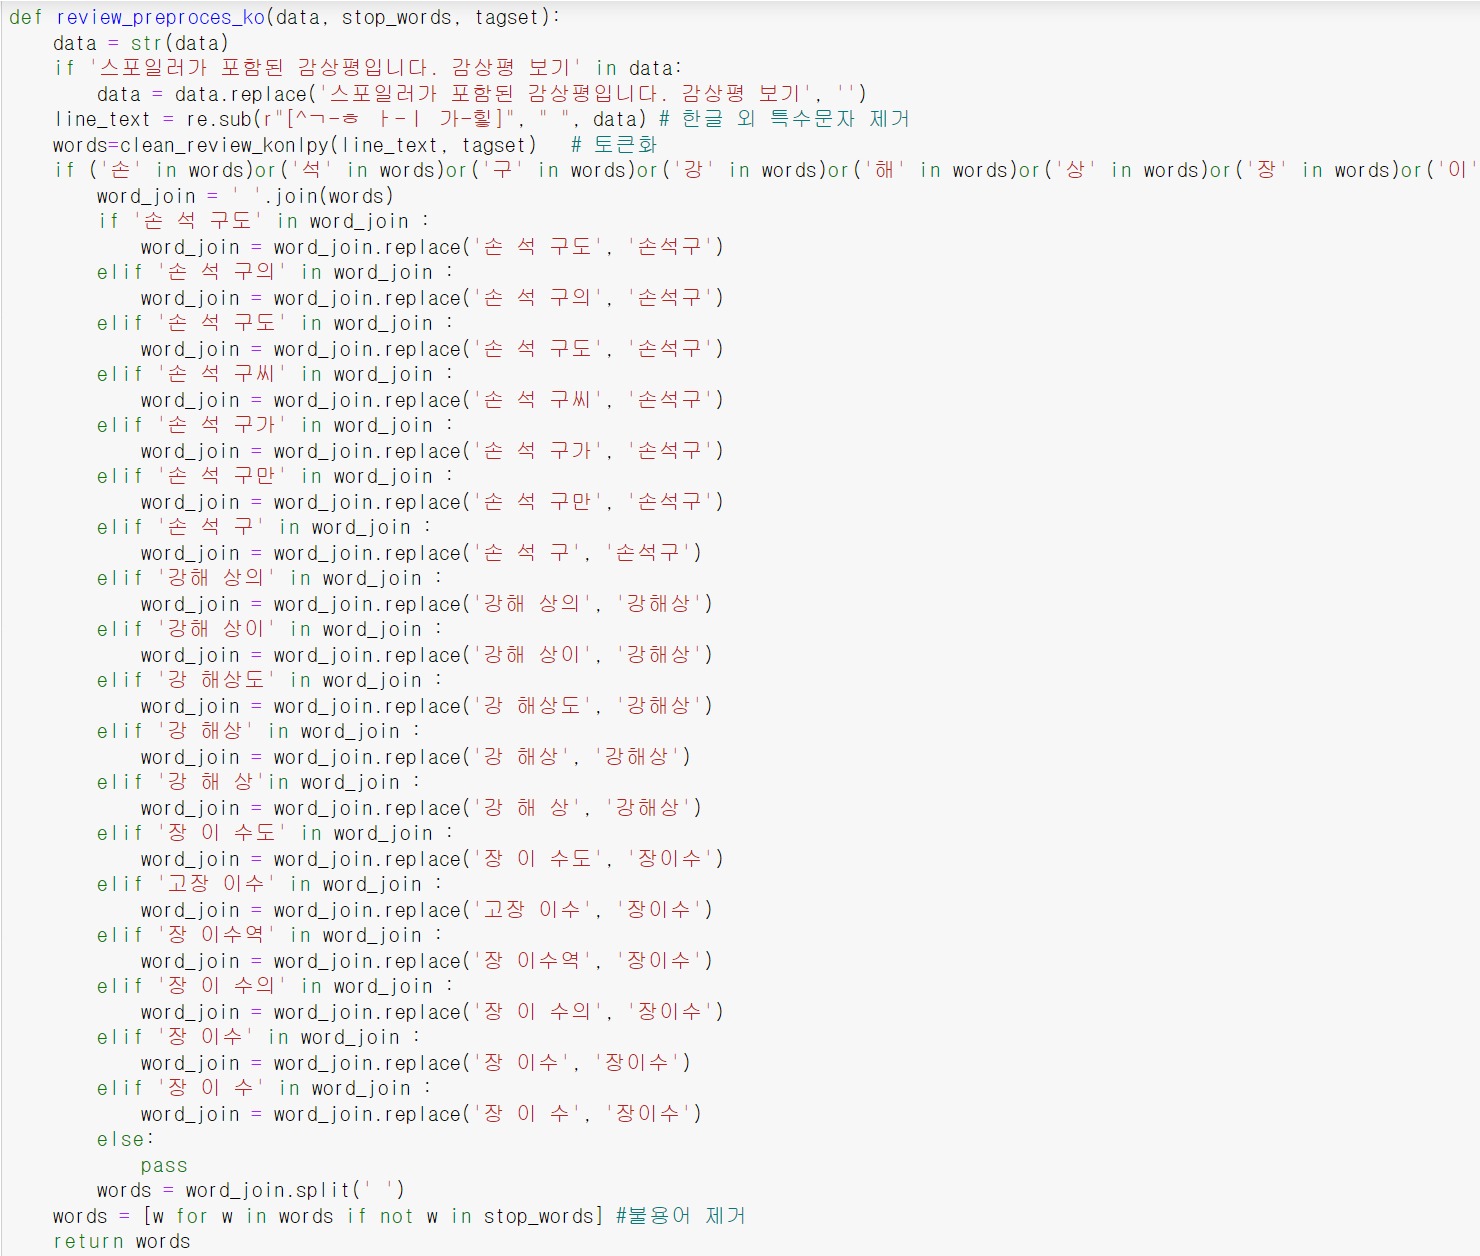 def review_preproces_ko(data, stop_words, tagset):
    data = str(data)
    if '스포일러가 포함된 감상평입니다. 감상평 보기' in data:
        data = data.replace('스포일러가 포함된 감상평입니다. 감상평 보기', '')
    line_text = re.sub(r"[^ㄱ-ㅎ ㅏ-ㅣ 가-힣]", " ", data) # 한글 외 특수문자 제거
    words=clean_review_konlpy(line_text, tagset)   # 토큰화
    if ('손' in words)or('석' in words)or('구' in words)or('강' in words)or('해' in words)or('상' in words)or('장' in words)or('이'
        word_join = ' '.join(words)
        if '손 석 구도' in word_join :
            word_join = word_join.replace('손 석 구도', '손석구')
        elif '손 석 구의' in word_join :
            word_join = word_join.replace('손 석 구의', '손석구')
        elif '손 석 구도' in word_join :
            word_join = word_join.replace('손 석 구도', '손석구')
        elif '손 석 구씨' in word_join :
            word_join = word_join.replace('손 석 구씨', '손석구')
        elif '손 석 구가' in word_join :
            word_join = word_join.replace('손 석 구가', '손석구')
        elif '손 석 구만' in word_join :
            word_join = word_join.replace('손 석 구만', '손석구')
        elif '손 석 구' in word_join :
            word_join = word_join.replace('손 석 구', '손석구')
        elif '강해 상의' in word_join :
            word_join = word_join.replace('강해 상의', '강해상')
        elif '강해 상이' in word_join :
            word_join = word_join.replace('강해 상이', '강해상')
        elif '강 해상도' in word_join :
            word_join = word_join.replace('강 해상도', '강해상')
        elif '강 해상' in word_join :
            word_join = word_join.replace('강 해상', '강해상')
        elif '강 해 상'in word_join :
            word_join = word_join.replace('강 해 상', '강해상')
        elif '장 이 수도' in word_join :
            word_join = word_join.replace('장 이 수도', '장이수')
        elif '고장 이수' in word_join :
            word_join = word_join.replace('고장 이수', '장이수')
        elif '장 이수역' in word_join :
            word_join = word_join.replace('장 이수역', '장이수')
        elif '장 이 수의' in word_join :
            word_join = word_join.replace('장 이 수의', '장이수')
        elif '장 이수' in word_join :
            word_join = word_join.replace('장 이수', '장이수')
        elif '장 이 수' in word_join :
            word_join = word_join.replace('장 이 수', '장이수')
        else:
            pass
        words = word_join.split(' ')
    words = [w for w in words if not w in stop_words] #불용어 제거
    return words